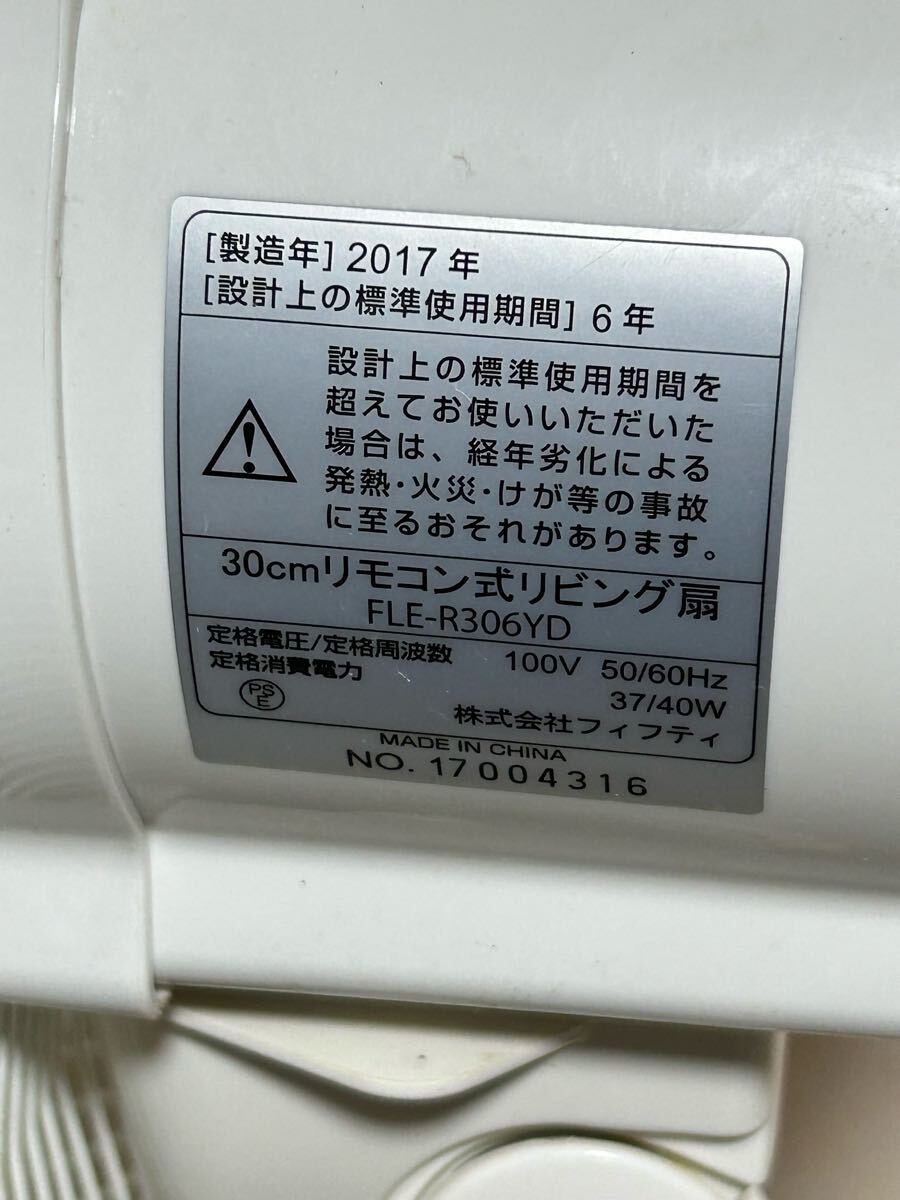 [製造年] 2017 年
[設計上の標準使用期間] 6 年
設計上の標準使用期間を
超えてお使いいただいた
場合は、経年劣化による
発熱・火災・けが等の事故
に至るおそれがあります。
30cmリモコン式リビング扇
FLE-R306YD
定格電圧/定格周波数 100V 50/60Hz
定格消費電力 37/40W
PSE
株式会社フィフティ
MADE IN CHINA
NO. 17004316